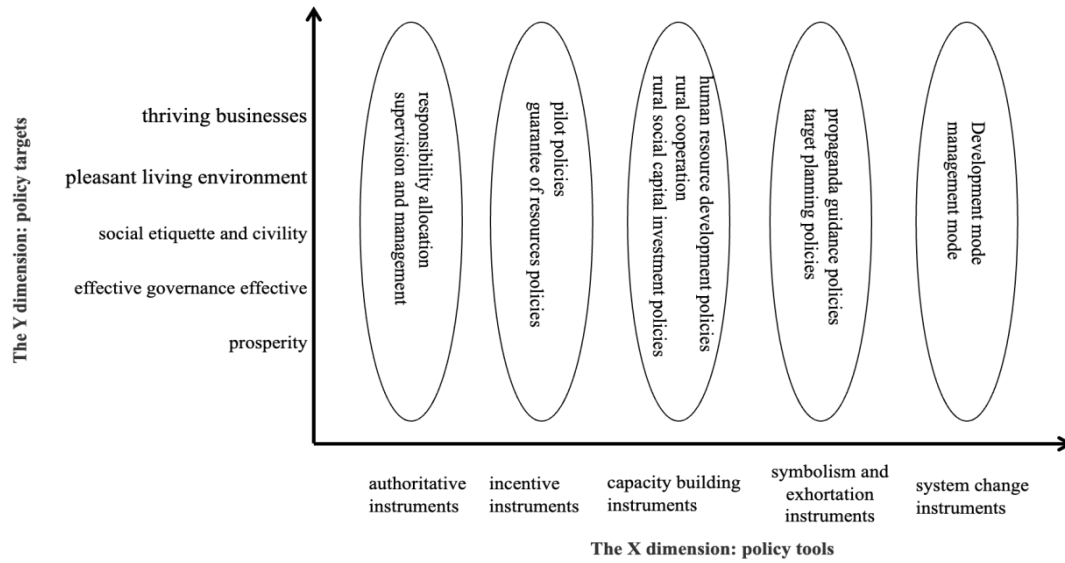 The Y dimension: policy targets
thriving businesses
pleasant living environment
social etiquette and civility
effective governance effective
prosperity
responsibility allocation
supervision and management
pilot policies
guarantee of resources policies
human resource development policies
rural cooperation
rural social capital investment policies
propaganda guidance policies
target planning policies
Development mode
management mode
authoritative
instruments
incentive
instruments
capacity building
instruments
symbolism and
exhortation
instruments
system change
instruments
The X dimension: policy tools